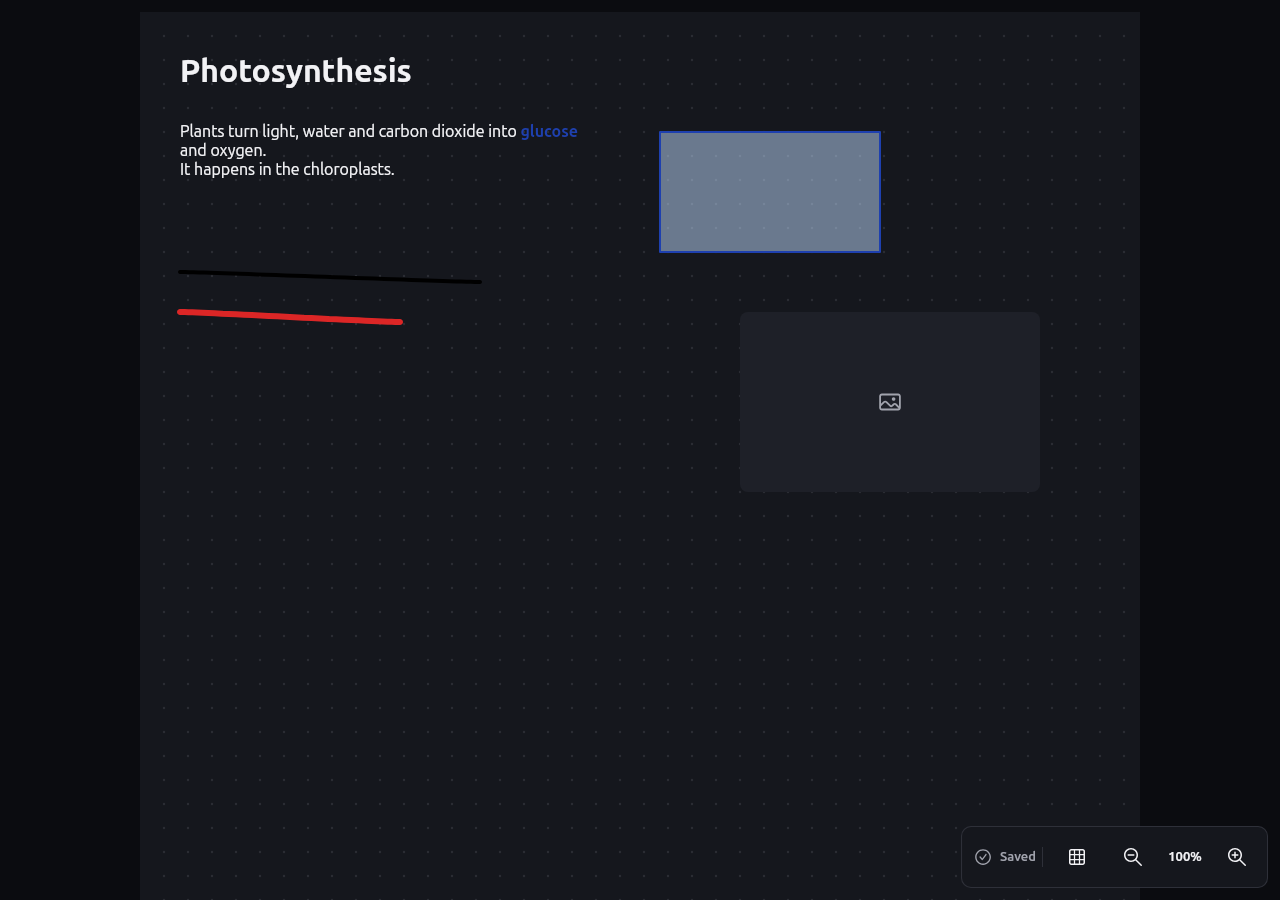 Photosynthesis
Plants turn light, water and carbon dioxide into glucose
and oxygen.
It happens in the chloroplasts.
Saved
100%